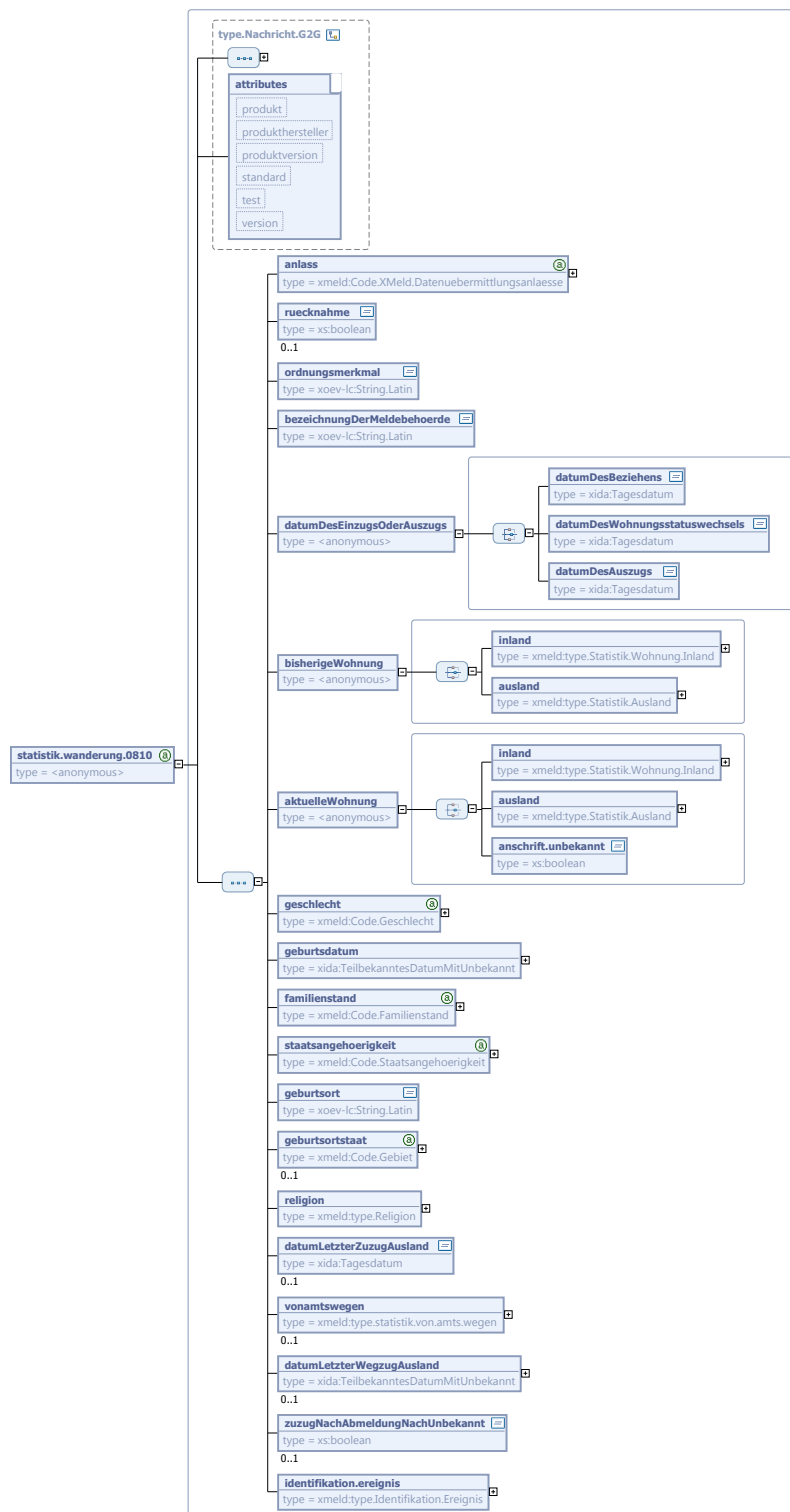 type.Nachricht.G2G
attributes
produkt
produkthersteller
produktversion
standard
test
version
anlass
type = xmeld:Code.XMeld.Datenuebermittlungsanlaesse
ruecknahme
type = xs:boolean
0..1
ordnungsmerkmal
type = xoev-lc:String.Latin
bezeichnungDerMeldebehoerde
type = xoev-lc:String.Latin
datumDesEinzugsOderAuszugs
type = <anonymous>
datumDesBeziehens
type = xida:Tagesdatum
datumDesWohnungsstatuswechsels
type = xida:Tagesdatum
datumDesAuszugs
type = xida:Tagesdatum
bisherigeWohnung
type = <anonymous>
inland
type = xmeld:type.Statistik.Wohnung.Inland
ausland
type = xmeld:type.Statistik.Ausland
statistik.wanderung.0810
type = <anonymous>
aktuelleWohnung
type = <anonymous>
inland
type = xmeld:type.Statistik.Wohnung.Inland
ausland
type = xmeld:type.Statistik.Ausland
anschrift.unbekannt
type = xs:boolean
geschlecht
type = xmeld:Code.Geschlecht
geburtsdatum
type = xida:TeilbekanntesDatumMitUnbekannt
familienstand
type = xmeld:Code.Familienstand
staatsangehoerigkeit
type = xmeld:Code.Staatsangehoerigkeit
geburtsort
type = xoev-lc:String.Latin
geburtsortstaat
type = xmeld:Code.Gebiet
0..1
religion
type = xmeld:type.Religion
datumLetzterZuzugAusland
type = xida:Tagesdatum
0..1
vonamtswegen
type = xmeld:type.statistik.von.amts.wegen
0..1
datumLetzterWegzugAusland
type = xida:TeilbekanntesDatumMitUnbekannt
0..1
zuzugNachAbmeldungNachUnbekannt
type = xs:boolean
0..1
identifikation.ereignis
type = xmeld:type.Identifikation.Ereignis